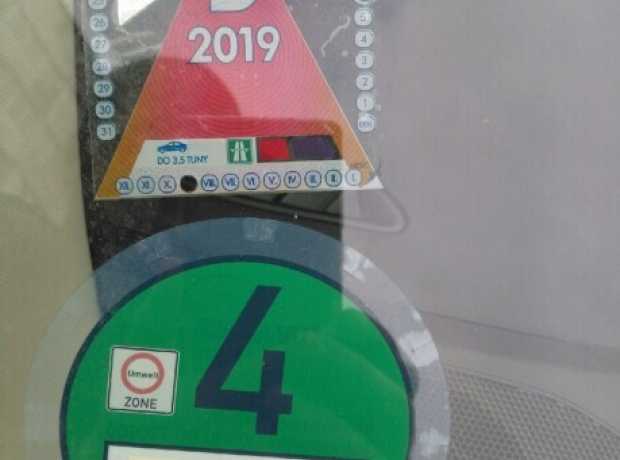 2019
26
27
28
29
30
31
5
4
3
2
1
DEN
DO 3,5 TUNY
XII. XI. X. VIII. VII. VI. V. IV. III. II. I.
4
Umwelt
ZONE